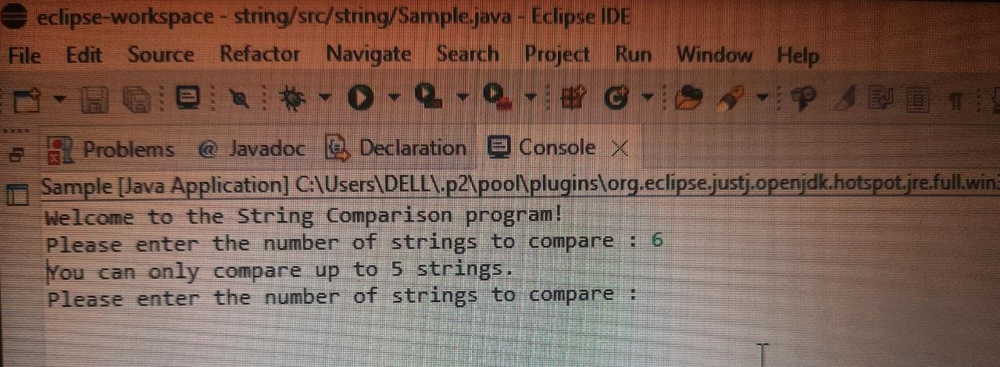 eclipse-workspace - string/src/string/Sample.java - Eclipse IDE
File Edit Source Refactor Navigate Search Project Run Window Help
Problems @ Javadoc Declaration Console
Sample [Java Application] C:\Users\DELL\.p2\pool\plugins\org.eclipse.justj.openjdk.hotspot.jre.full.win
Welcome to the String Comparison program!
Please enter the number of strings to compare : 6
You can only compare up to 5 strings.
Please enter the number of strings to compare :